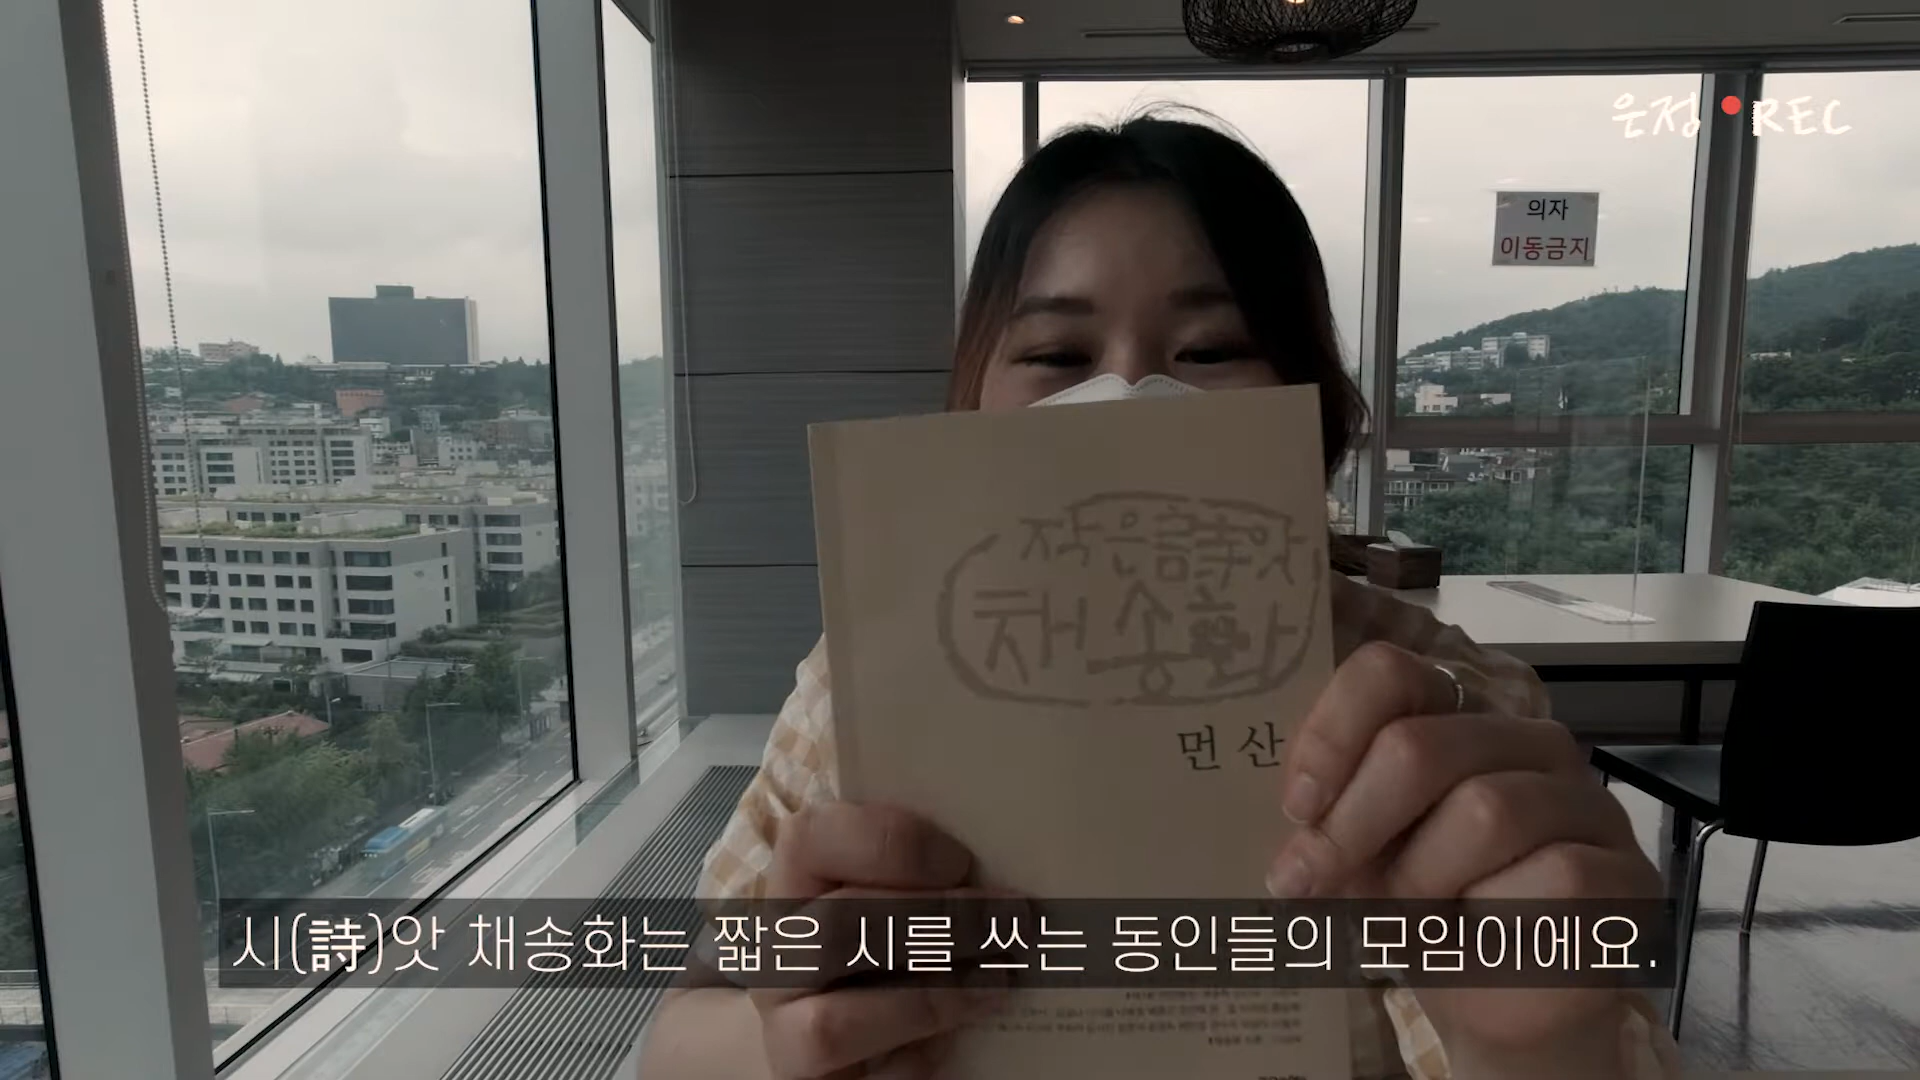 은정 REC
의자
이동금지
작은詩앗
채송화
먼 산
시(詩)앗 채송화는 짧은 시를 쓰는 동인들의 모임이에요.